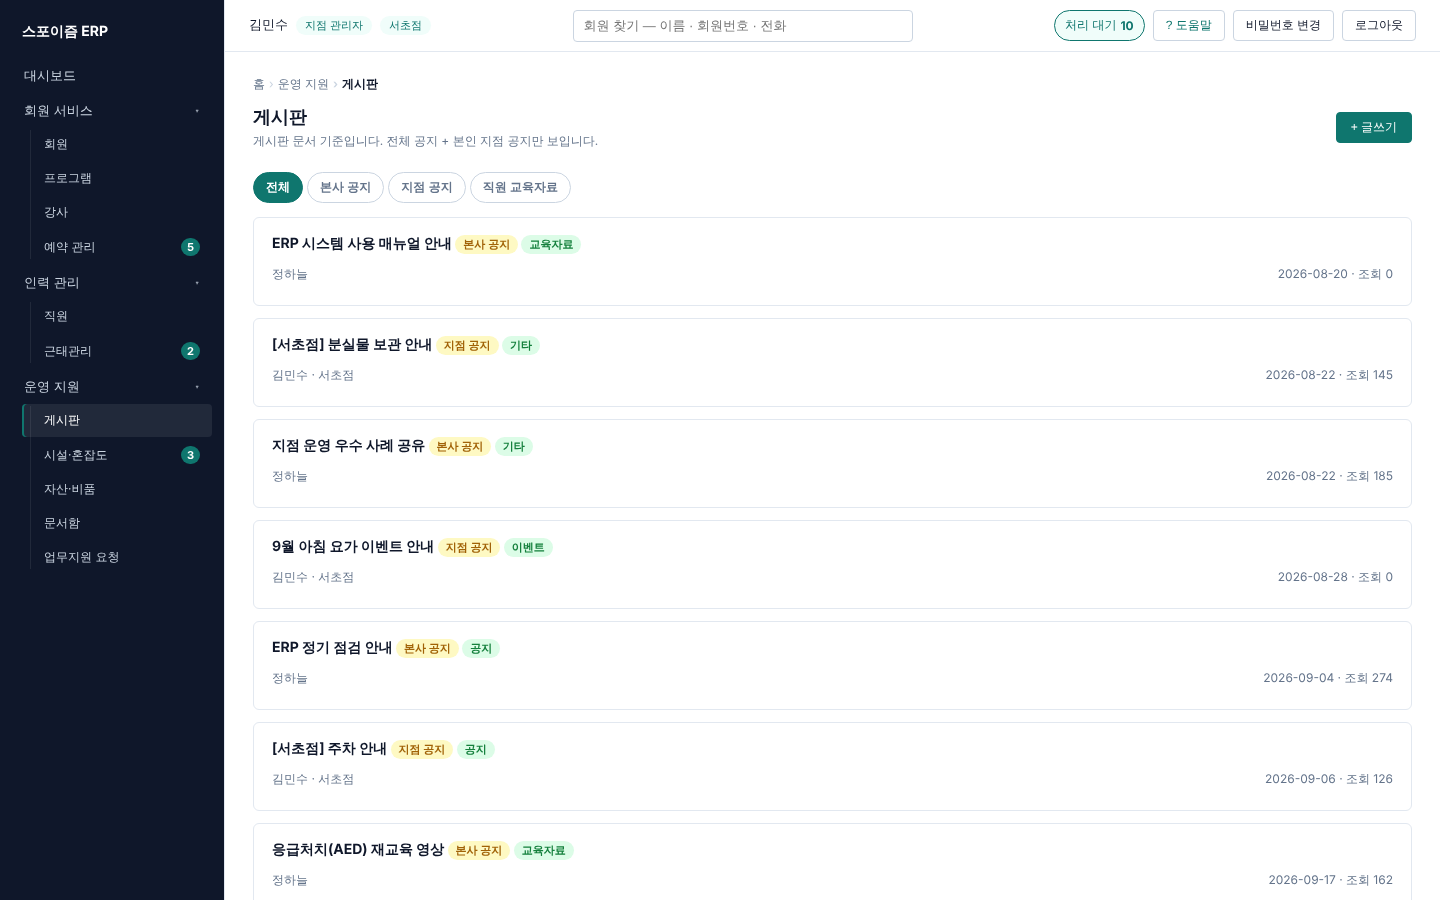 스포이즘 ERP
대시보드
회원 서비스
회원
프로그램
강사
예약 관리 5
인력 관리
직원
근태관리 2
운영 지원
게시판
시설·혼잡도 3
자산·비품
문서함
업무지원 요청
김민수 지점 관리자 서초점 회원 찾기 — 이름 · 회원번호 · 전화 처리 대기 10 ? 도움말 비밀번호 변경 로그아웃
홈 › 운영 지원 › 게시판
게시판
게시판 문서 기준입니다. 전체 공지 + 본인 지점 공지만 보입니다.
+ 글쓰기
전체 본사 공지 지점 공지 직원 교육자료
ERP 시스템 사용 매뉴얼 안내 본사 공지 교육자료
정하늘 2026-08-20 · 조회 0
[서초점] 분실물 보관 안내 지점 공지 기타
김민수 · 서초점 2026-08-22 · 조회 145
지점 운영 우수 사례 공유 본사 공지 기타
정하늘 2026-08-22 · 조회 185
9월 아침 요가 이벤트 안내 지점 공지 이벤트
김민수 · 서초점 2026-08-28 · 조회 0
ERP 정기 점검 안내 본사 공지 공지
정하늘 2026-09-04 · 조회 274
[서초점] 주차 안내 지점 공지 공지
김민수 · 서초점 2026-09-06 · 조회 126
응급처치(AED) 재교육 영상 본사 공지 교육자료
정하늘 2026-09-17 · 조회 162